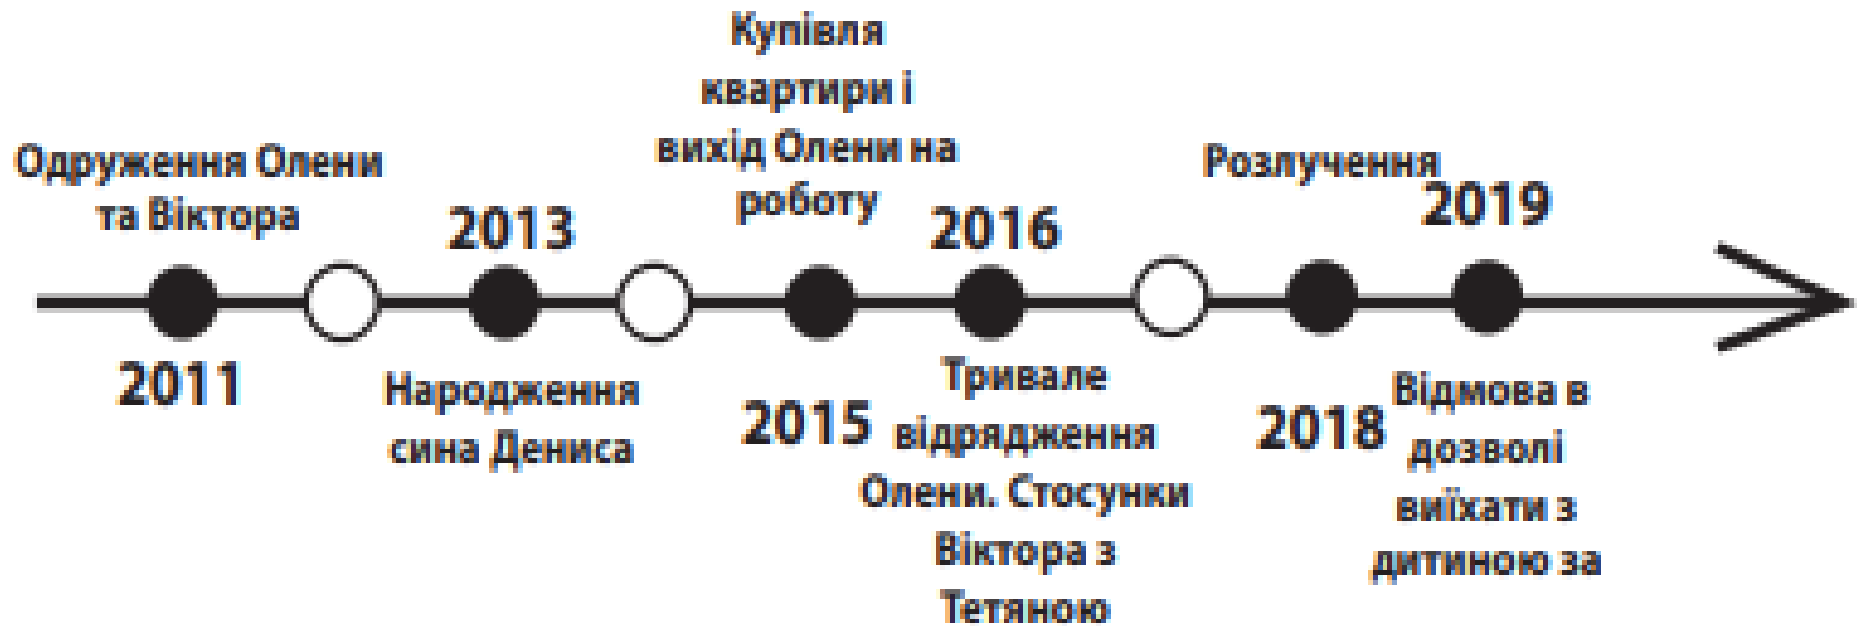 Одруження Олени
та Віктора
2011
2013
Народження
сина Дениса
Купівля
квартири і
вихід Олени на
роботу
2015
2016
Тривале
відрядження
Олени. Стосунки
Віктора з
Тетяною
Розлучення
2018
2019
Відмова в
дозволі
виїхати з
дитиною за